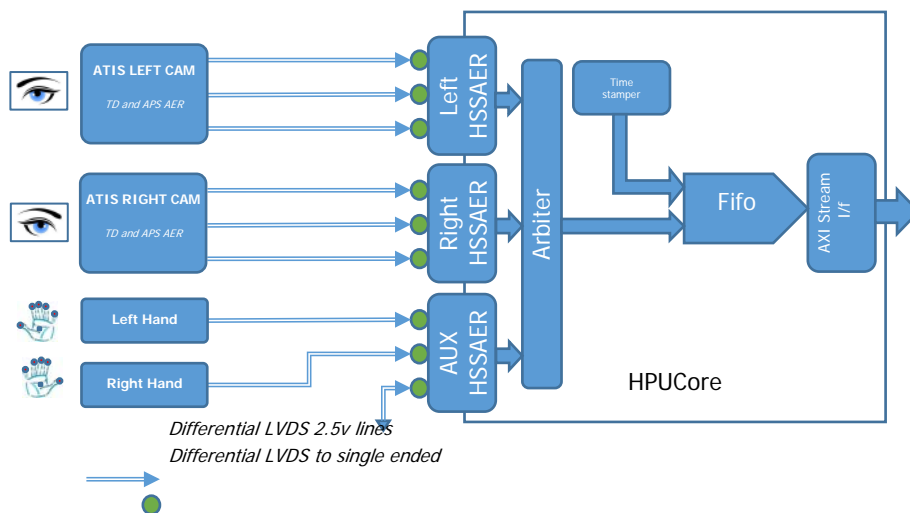 ATIS LEFT CAM
TD and APS AER
Left
HSSAER
Time
stamper
ATIS RIGHT CAM
TD and APS AER
Right
HSSAER
Arbiter
Fifo
AXI Stream
I/f
Left Hand
Right Hand
AUX
HSSAER
HPUCore
Differential LVDS 2.5v lines
Differential LVDS to single ended